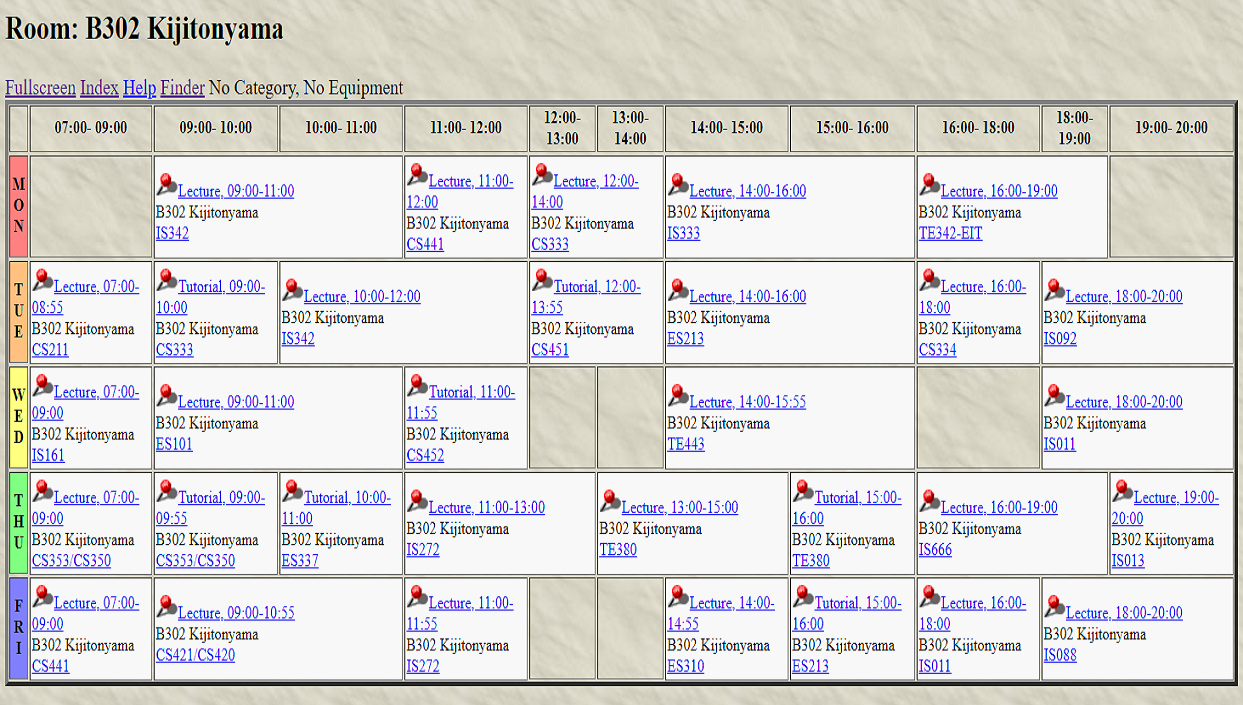 Room: B302 Kijitonyama
Fullscreen Index Help Finder No Category, No Equipment
07:00- 09:00
09:00- 10:00
10:00- 11:00
11:00- 12:00
12:00-
13:00
13:00-
14:00
14:00- 15:00
15:00- 16:00
16:00- 18:00
18:00-
19:00
19:00- 20:00
M
O
N
Lecture, 09:00-11:00
B302 Kijitonyama
IS342
Lecture, 11:00-
12:00
B302 Kijitonyama
CS441
Lecture, 12:00-
14:00
B302 Kijitonyama
CS333
Lecture, 14:00-16:00
B302 Kijitonyama
IS333
Lecture, 16:00-19:00
B302 Kijitonyama
TE342-EIT
T
U
E
Lecture, 07:00-
08:55
B302 Kijitonyama
CS211
Tutorial, 09:00-
10:00
B302 Kijitonyama
CS333
Lecture, 10:00-12:00
B302 Kijitonyama
IS342
Tutorial, 12:00-
13:55
B302 Kijitonyama
CS451
Lecture, 14:00-16:00
B302 Kijitonyama
ES213
Lecture, 16:00-
18:00
B302 Kijitonyama
CS334
Lecture, 18:00-20:00
B302 Kijitonyama
IS092
W
E
D
Lecture, 07:00-
09:00
B302 Kijitonyama
IS161
Lecture, 09:00-11:00
B302 Kijitonyama
ES101
Tutorial, 11:00-
11:55
B302 Kijitonyama
CS452
Lecture, 14:00-15:55
B302 Kijitonyama
TE443
Lecture, 18:00-20:00
B302 Kijitonyama
IS011
T
H
U
Lecture, 07:00-
09:00
B302 Kijitonyama
CS353/CS350
Tutorial, 09:00-
09:55
B302 Kijitonyama
CS353/CS350
Tutorial, 10:00-
11:00
B302 Kijitonyama
ES337
Lecture, 11:00-13:00
B302 Kijitonyama
IS272
Lecture, 13:00-15:00
B302 Kijitonyama
TE380
Tutorial, 15:00-
16:00
B302 Kijitonyama
TE380
Lecture, 16:00-19:00
B302 Kijitonyama
IS666
Lecture, 19:00-
20:00
B302 Kijitonyama
IS013
F
R
I
Lecture, 07:00-
09:00
B302 Kijitonyama
CS441
Lecture, 09:00-10:55
B302 Kijitonyama
CS421/CS420
Lecture, 11:00-
11:55
B302 Kijitonyama
IS272
Lecture, 14:00-
14:55
B302 Kijitonyama
ES310
Tutorial, 15:00-
16:00
B302 Kijitonyama
ES213
Lecture, 16:00-
18:00
B302 Kijitonyama
IS011
Lecture, 18:00-20:00
B302 Kijitonyama
IS088